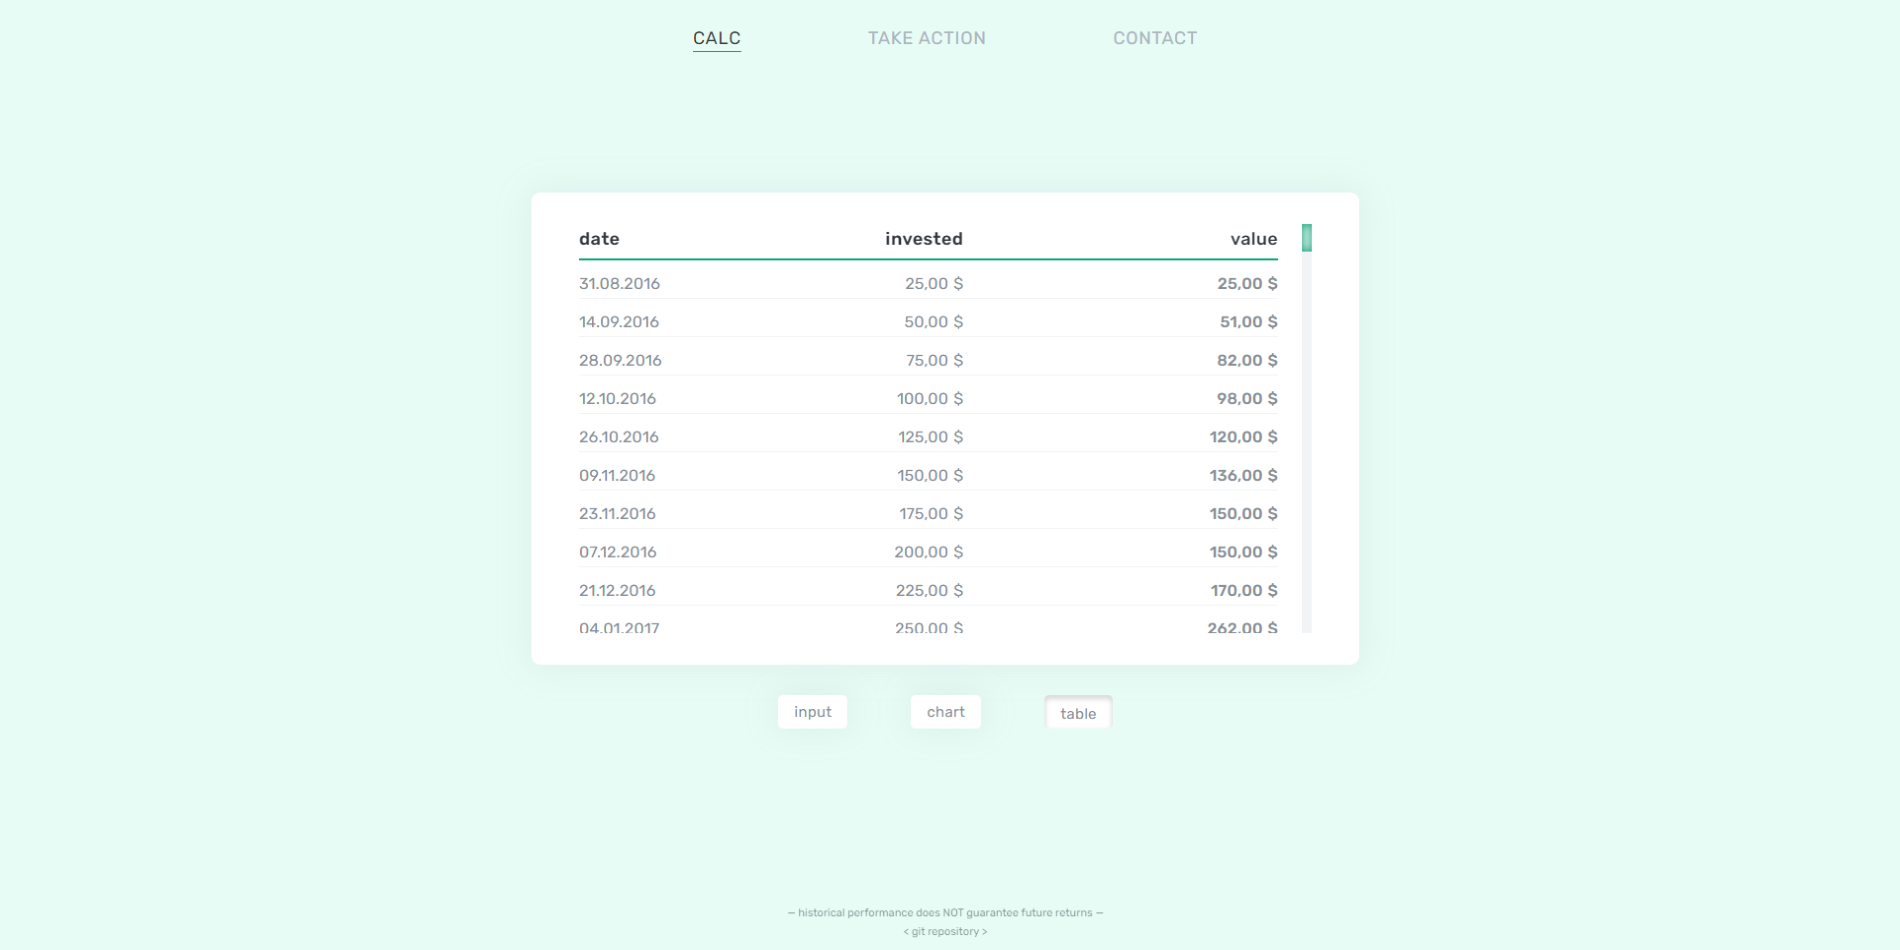 CALC TAKE ACTION CONTACT
date invested value
31.08.2016 25,00 $ 25,00 $
14.09.2016 50,00 $ 51,00 $
28.09.2016 75,00 $ 82,00 $
12.10.2016 100,00 $ 98,00 $
26.10.2016 125,00 $ 120,00 $
09.11.2016 150,00 $ 136,00 $
23.11.2016 175,00 $ 150,00 $
07.12.2016 200,00 $ 150,00 $
21.12.2016 225,00 $ 170,00 $
04.01.2017 250,00 $ 262,00 $
input chart table
— historical performance does NOT guarantee future returns —
< git repository >